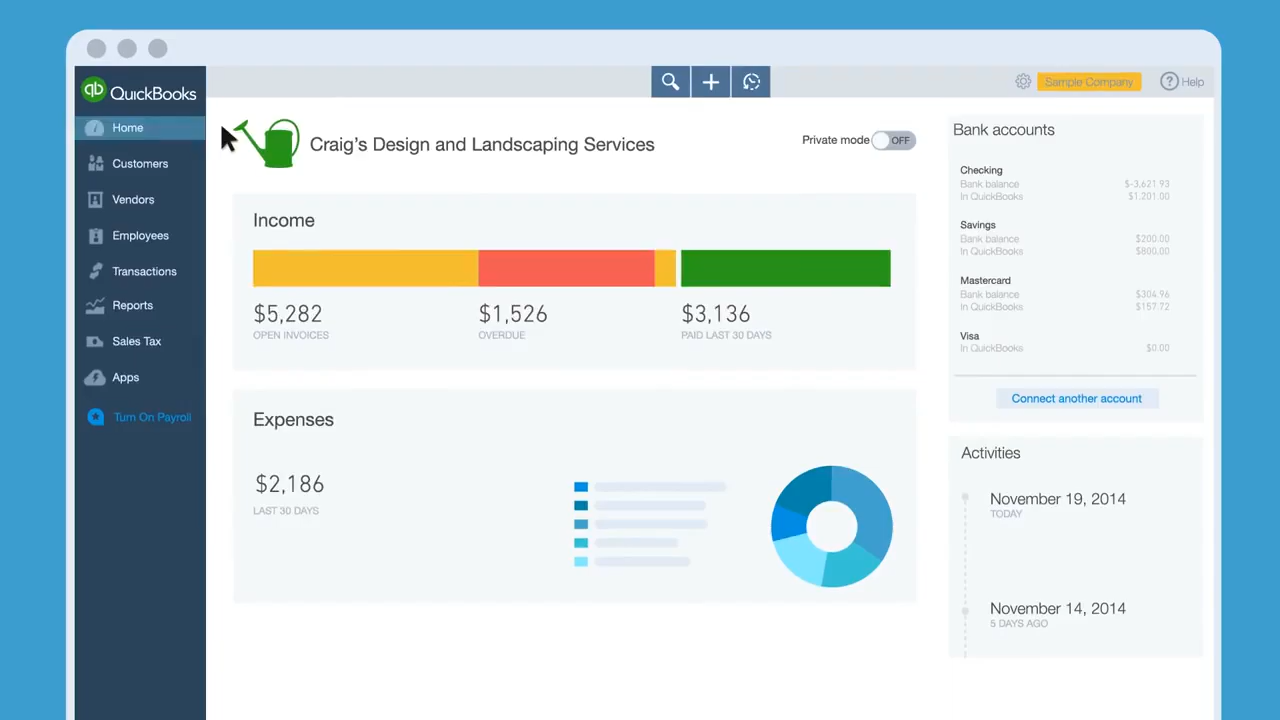 qb QuickBooks
Home
Customers
Vendors
Employees
Transactions
Reports
Sales Tax
Apps
Turn On Payroll
Sample Company
Help
Craig's Design and Landscaping Services
Private mode OFF
Income
$5,282
OPEN INVOICES
$1,526
OVERDUE
$3,136
PAID LAST 30 DAYS
Expenses
$2,186
LAST 30 DAYS
Bank accounts
Checking
Bank balance $-3,621.93
In QuickBooks $1,201.00
Savings
Bank balance $200.00
In QuickBooks $800.00
Mastercard
Bank balance $304.96
In QuickBooks $157.72
Visa
In QuickBooks $0.00
Connect another account
Activities
November 19, 2014
TODAY
November 14, 2014
5 DAYS AGO